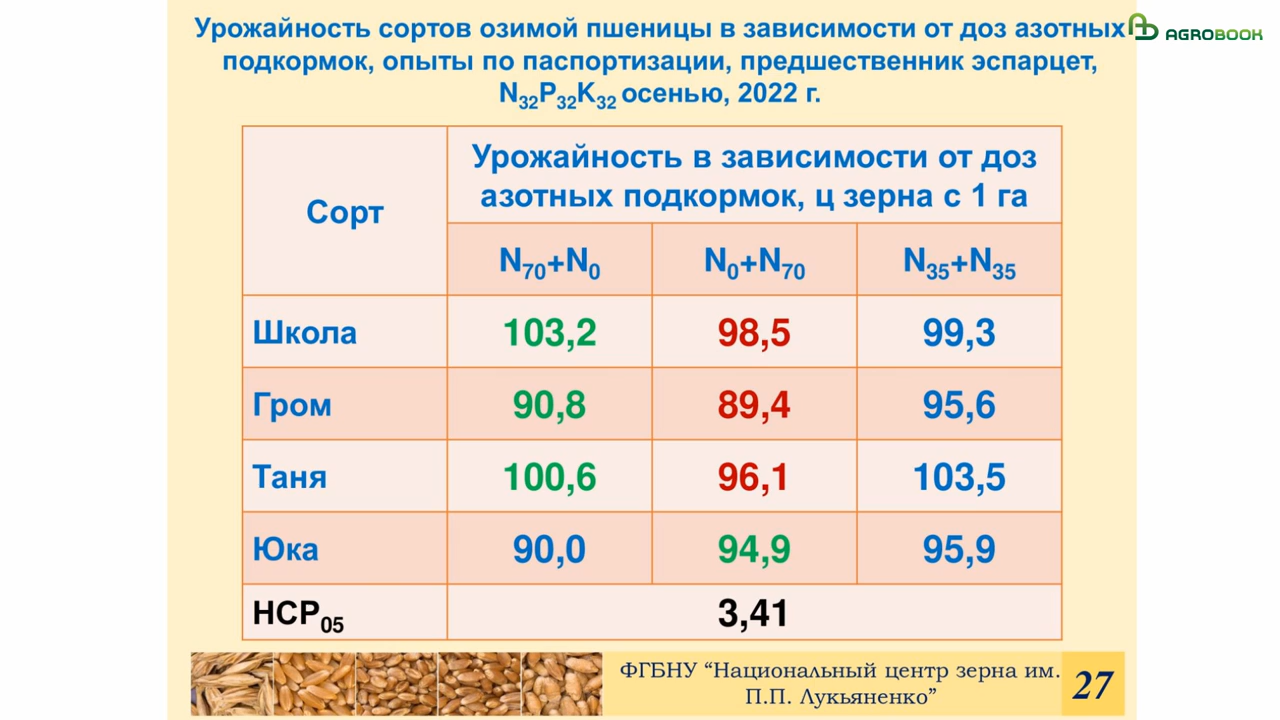 Урожайность сортов озимой пшеницы в зависимости от доз азотных
подкормок, опыты по паспортизации, предшественник эспарцет,
N32P32K32 осенью, 2022 г.
AGROBOOK
Сорт
Урожайность в зависимости от доз
азотных подкормок, ц зерна с 1 га
N70+N0 N0+N70 N35+N35
Школа 103,2 98,5 99,3
Гром 90,8 89,4 95,6
Таня 100,6 96,1 103,5
Юка 90,0 94,9 95,9
НСР05 3,41
ФГБНУ “Национальный центр зерна им.
П.П. Лукьяненко”
27